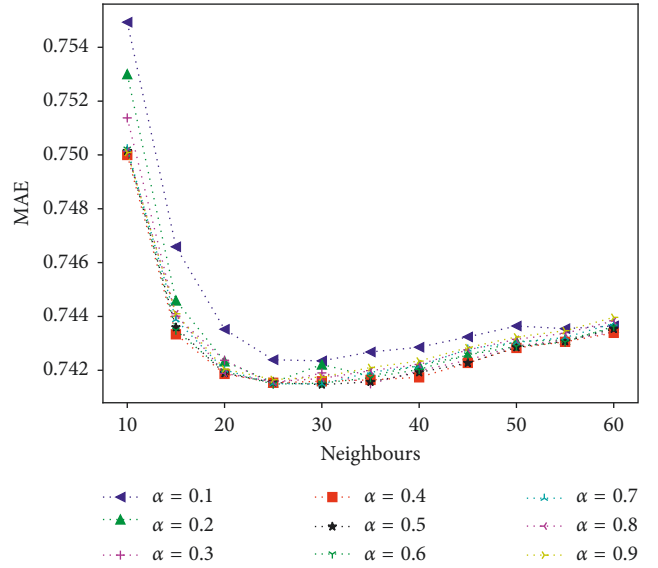 0.754
0.752
0.750
0.748
0.746
0.744
0.742
MAE
10 20 30 40 50 60
Neighbours
α = 0.1
α = 0.2
α = 0.3
α = 0.4
α = 0.5
α = 0.6
α = 0.7
α = 0.8
α = 0.9